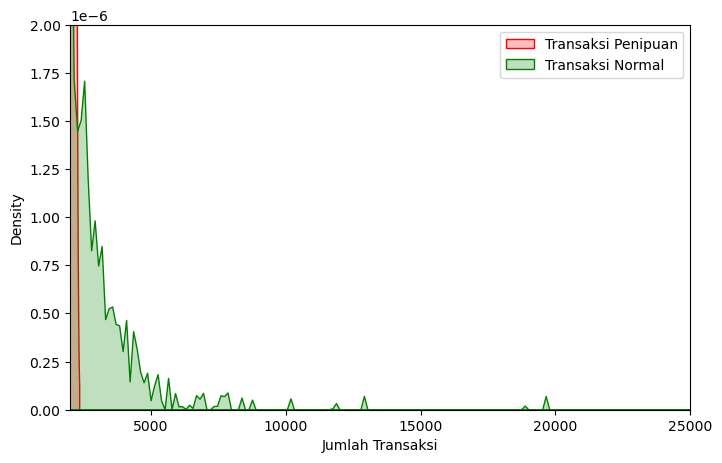 1e−6
2.00
1.75
1.50
1.25
1.00
0.75
0.50
0.25
0.00
Density
5000 10000 15000 20000 25000
Jumlah Transaksi
Transaksi Penipuan
Transaksi Normal